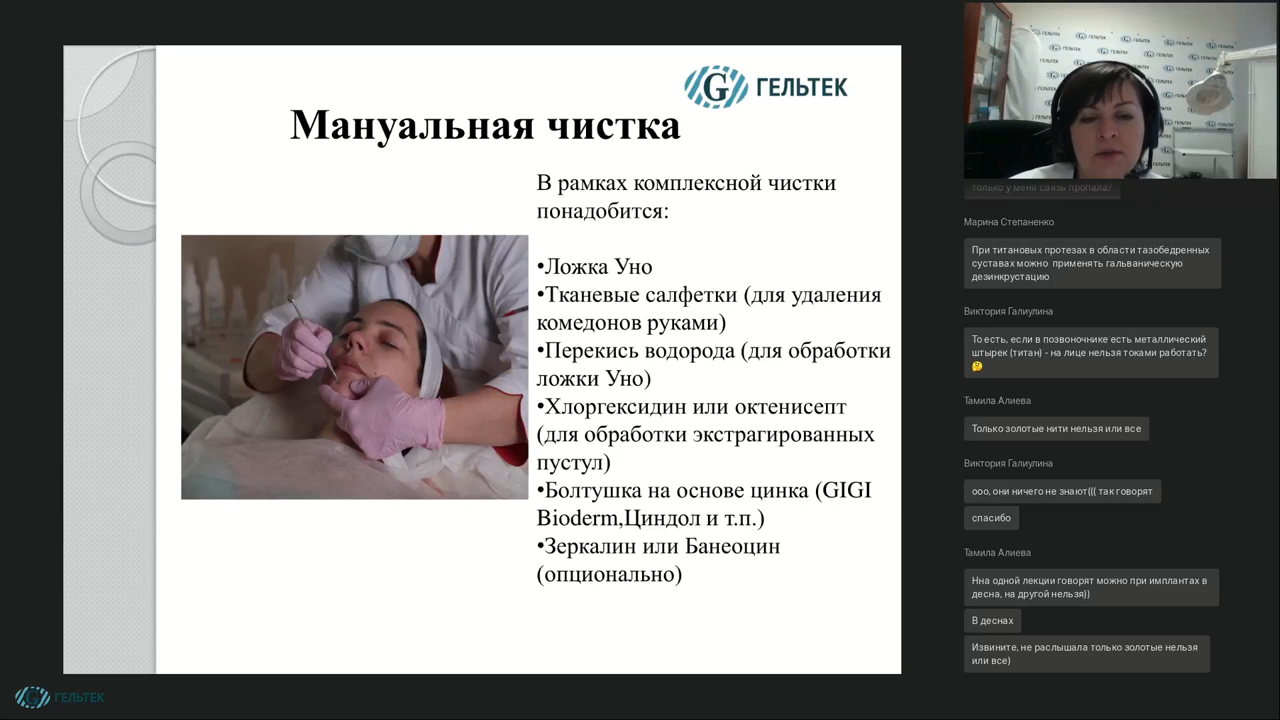 ГЕЛЬТЕК
Мануальная чистка
В рамках комплексной чистки
понадобится:
•Ложка Уно
•Тканевые салфетки (для удаления
комедонов руками)
•Перекись водорода (для обработки
ложки Уно)
•Хлоргексидин или октенисепт
(для обработки экстрагированных
пустул)
•Болтушка на основе цинка (GIGI
Bioderm,Циндол и т.п.)
•Зеркалин или Банеоцин
(опционально)
ГЕЛЬТЕК
только у меня связь пропала?
Марина Степаненко
При титановых протезах в области тазобедренных
суставах можно применять гальваническую
дезинкрустацию
Виктория Галиулина
То есть, если в позвоночнике есть металлический
штырек (титан) - на лице нельзя токами работать?
🤔
Тамила Алиева
Только золотые нити нельзя или все
Виктория Галиулина
ооо, они ничего не знают((( так говорят
спасибо
Тамила Алиева
Нна одной лекции говорят можно при имплантах в
десна, на другой нельзя))
В деснах
Извините, не раслышала только золотые нельзя
или все)